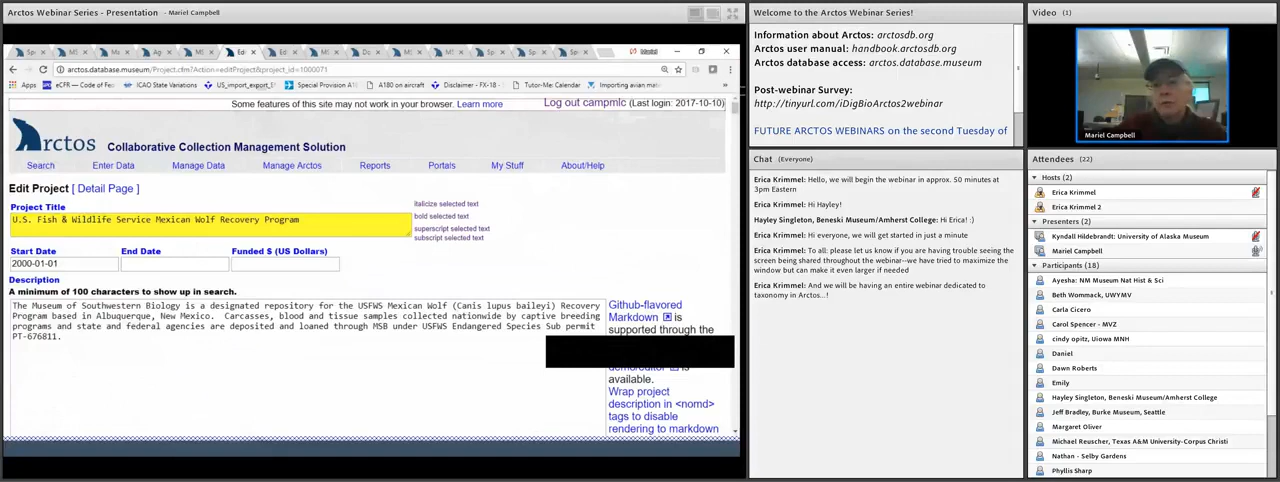 Arctos Webinar Series - Presentation - Mariel Campbell
arctos.database.museum/Project.cfm?Action=editProject&project_id=1000071
Apps
eCFR — Code of Fed
ICAO State Variations
US_import_export_S
Special Provision A1
A180 on aircraft
Disclaimer - FX-18 -
Tutor-Me: Calendar
Importing avian mat
Some features of this site may not work in your browser. Learn more
Log out campmlc (Last login: 2017-10-10)
Arctos Collaborative Collection Management Solution
Search Enter Data Manage Data Manage Arctos Reports Portals My Stuff About/Help
Edit Project [ Detail Page ]
Project Title
U.S. Fish & Wildlife Service Mexican Wolf Recovery Program
italicize selected text
bold selected text
superscript selected text
subscript selected text
Start Date End Date Funded $ (US Dollars)
2000-01-01
Description
A minimum of 100 characters to show up in search.
The Museum of Southwestern Biology is a designated repository for the USFWS Mexican Wolf (Canis lupus baileyi) Recovery
Program based in Albuquerque, New Mexico. Carcasses, blood and tissue samples collected nationwide by captive breeding
programs and state and federal agencies are deposited and loaned through MSB under USFWS Endangered Species Sub permit
PT-676811.
Github-flavored
Markdown is
supported through the
available.
Wrap project
description in <nomd>
tags to disable
rendering to markdown
Welcome to the Arctos Webinar Series!
Information about Arctos: arctosdb.org
Arctos user manual: handbook.arctosdb.org
Arctos database access: arctos.database.museum
Post-webinar Survey:
http://tinyurl.com/iDigBioArctos2webinar
FUTURE ARCTOS WEBINARS on the second Tuesday of
Chat (Everyone)
Erica Krimmel: Hello, we will begin the webinar in approx. 50 minutes at
3pm Eastern
Erica Krimmel: Hi Hayley!
Hayley Singleton, Beneski Museum/Amherst College: Hi Erica! :)
Erica Krimmel: Hi everyone, we will get started in just a minute
Erica Krimmel: To all: please let us know if you are having trouble seeing the
screen being shared throughout the webinar--we have tried to maximize the
window but can make it even larger if needed
Erica Krimmel: And we will be having an entire webinar dedicated to
taxonomy in Arctos...!
Video (1)
Mariel Campbell
Attendees (22)
Hosts (2)
Erica Krimmel
Erica Krimmel 2
Presenters (2)
Kyndall Hildebrandt: University of Alaska Museum
Mariel Campbell
Participants (18)
Ayesha: NM Museum Nat Hist & Sci
Beth Wommack, UWYMV
Carla Cicero
Carol Spencer - MVZ
cindy opitz, Uiowa MNH
Daniel
Dawn Roberts
Emily
Hayley Singleton, Beneski Museum/Amherst College
Jeff Bradley, Burke Museum, Seattle
Margaret Oliver
Michael Reuscher, Texas A&M University-Corpus Christi
Nathan - Selby Gardens
Phyllis Sharp